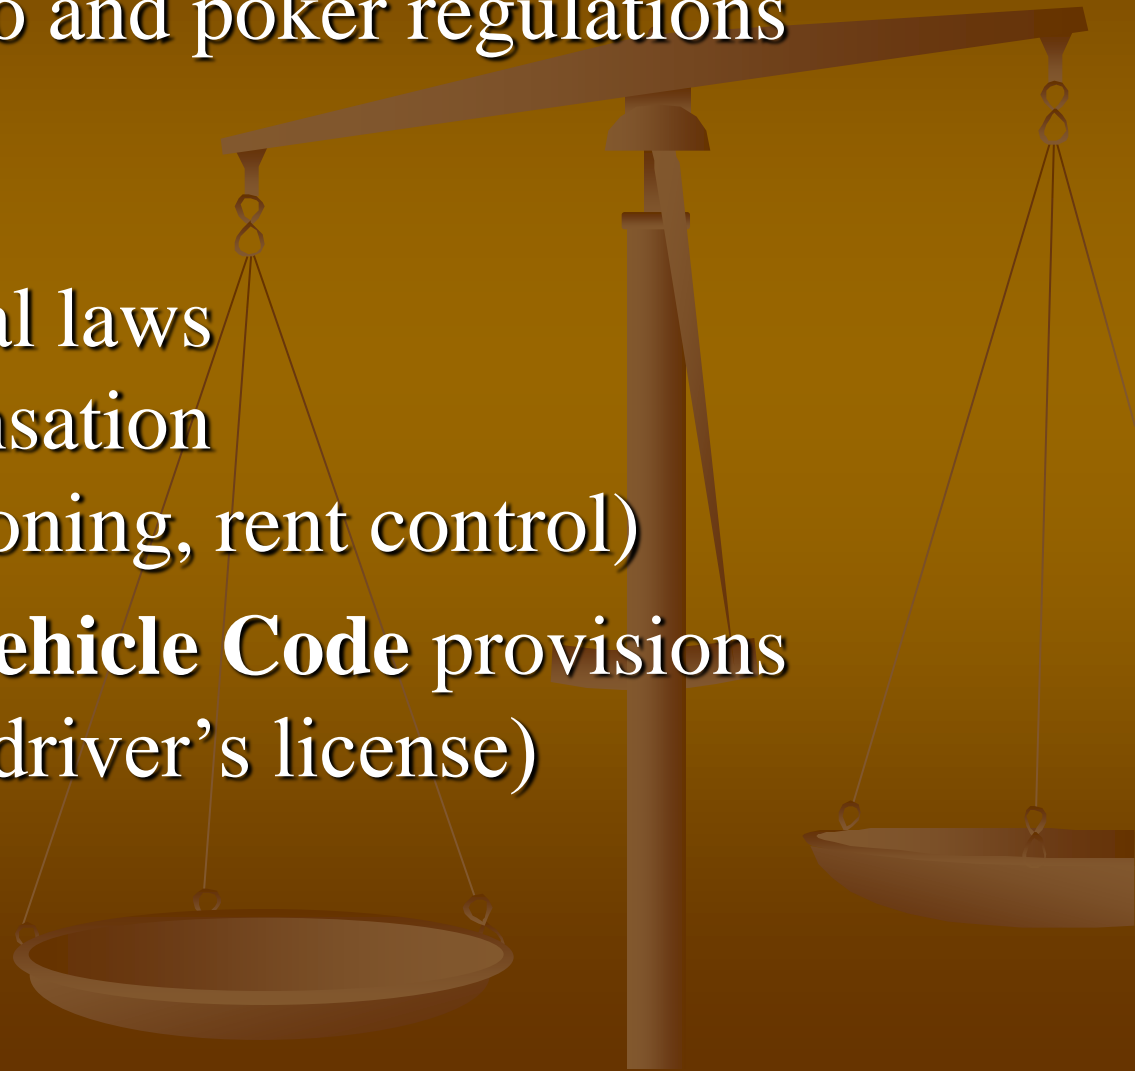 o and poker regulations
al laws
nsation
oning, rent control)
ehicle Code provisions
driver’s license)